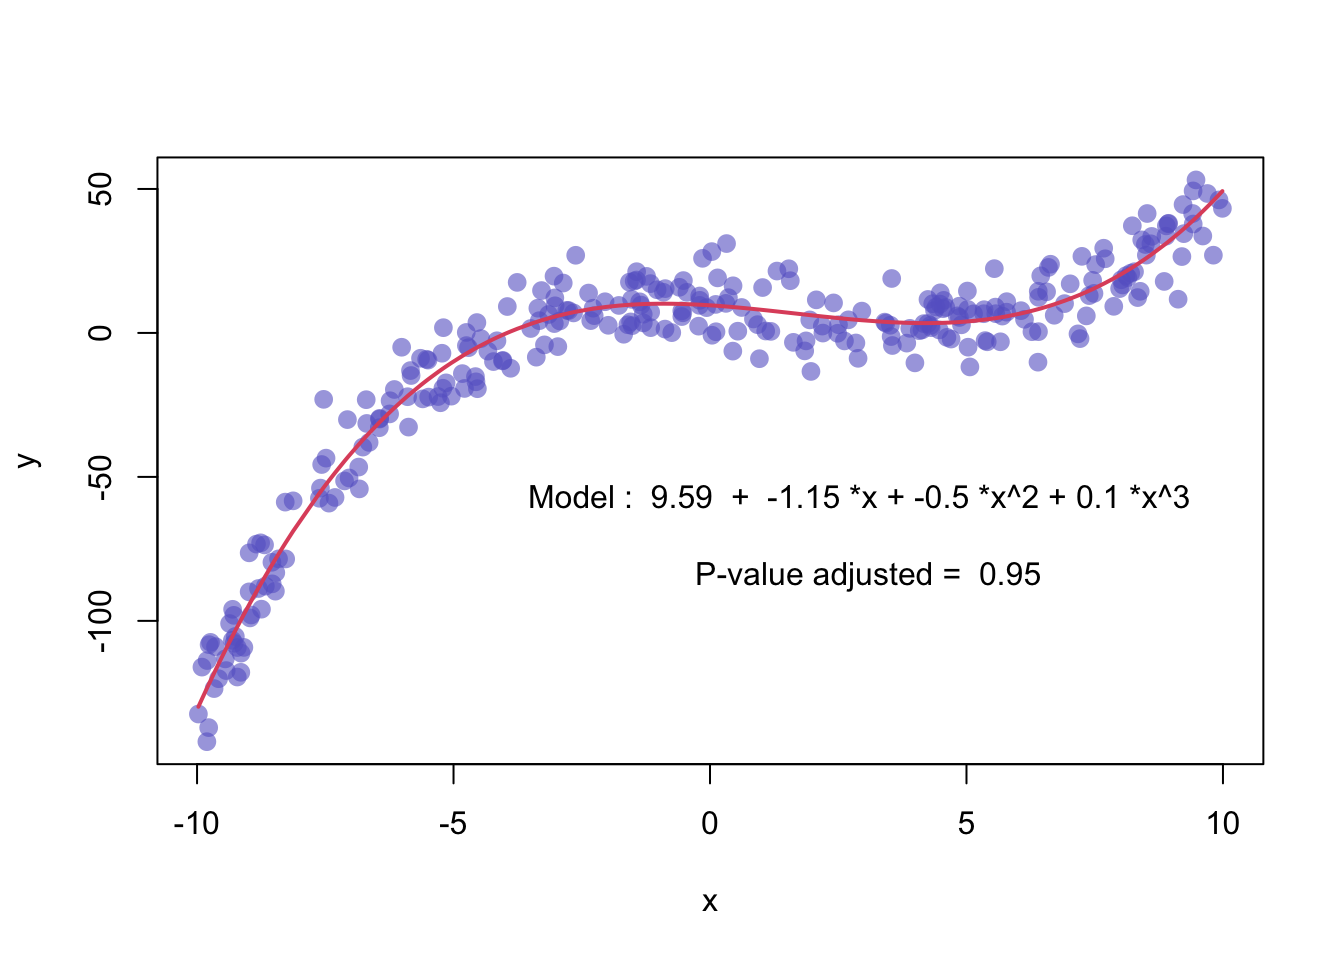 50
0
-50
-100
y
Model :  9.59  +  -1.15 *x + -0.5 *x^2 + 0.1 *x^3
P-value adjusted =  0.95
-10 -5 0 5 10
x